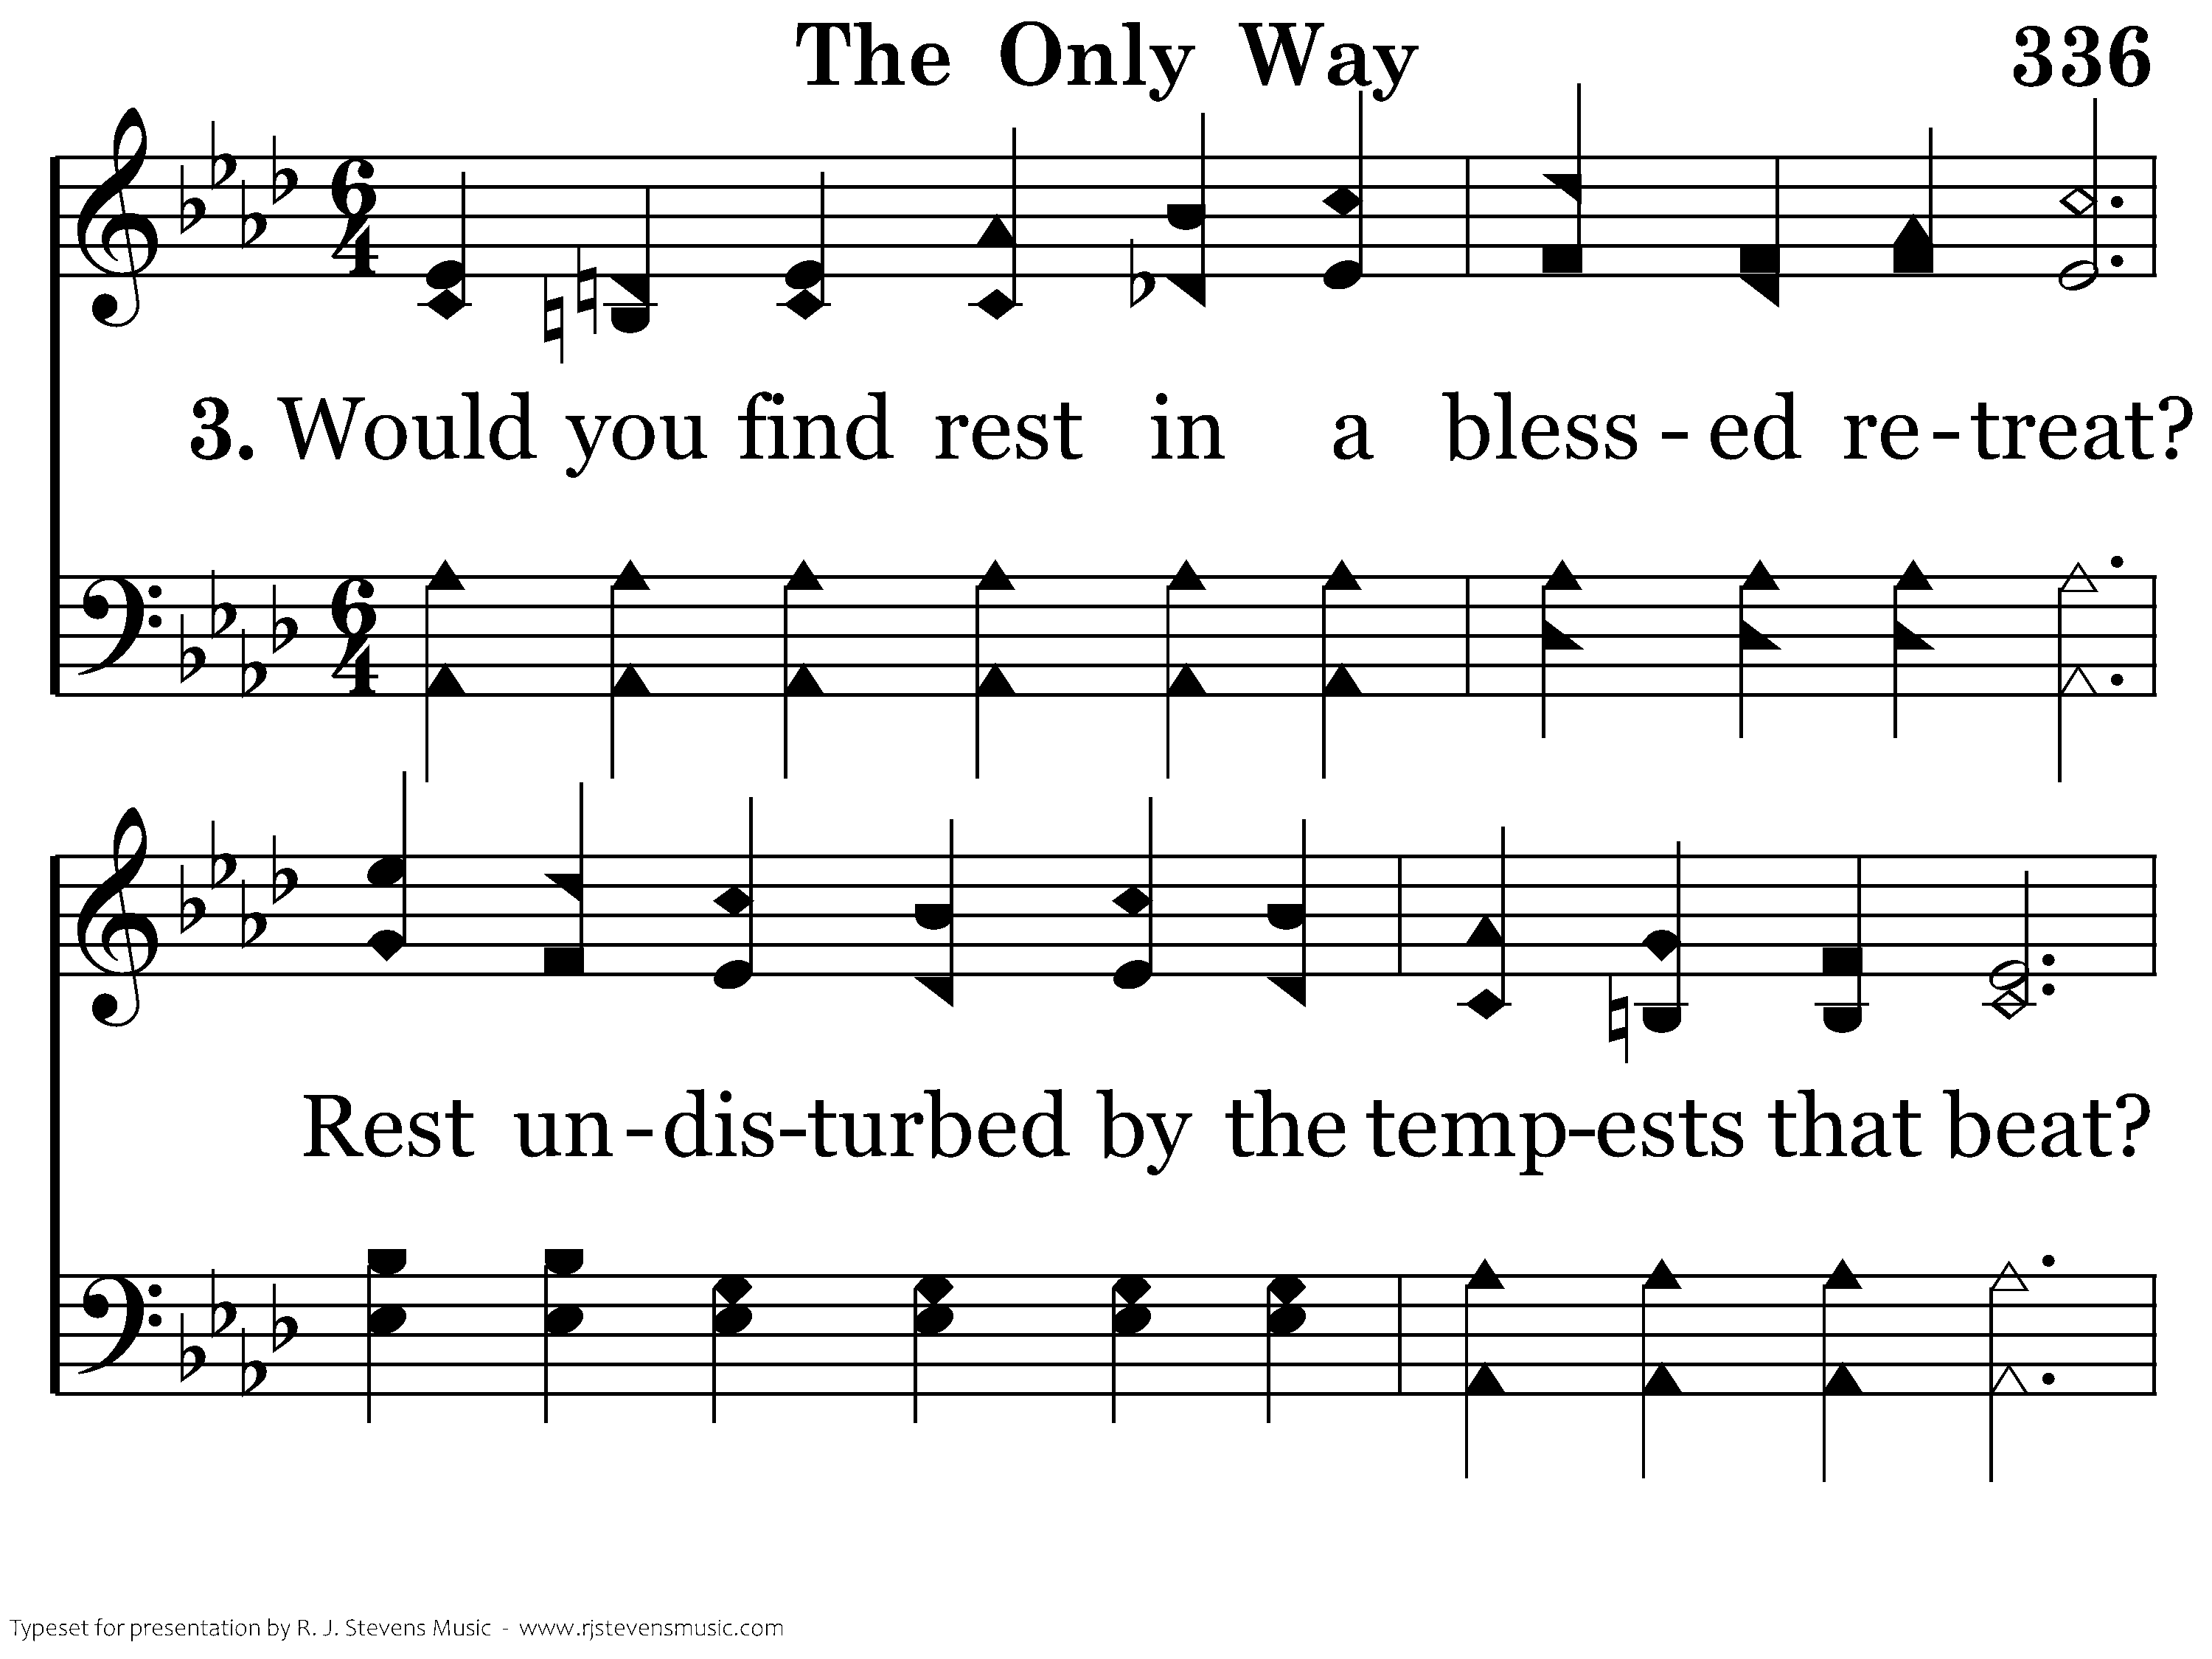 The Only Way 336
3. Would you find rest in a bless - ed re - treat?
Rest un - dis - turbed by the temp - ests that beat?
Typeset for presentation by R. J. Stevens Music - www.rjstevensmusic.com